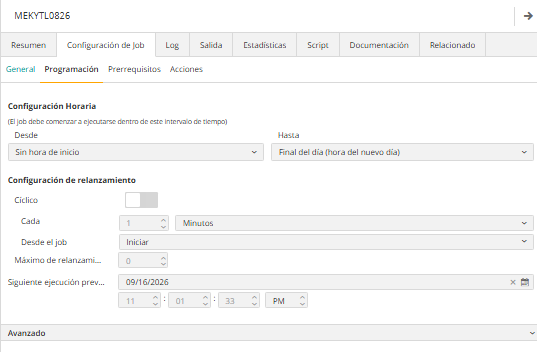 MEKYTL0826
Resumen Configuración de Job Log Salida Estadísticas Script Documentación Relacionado
General Programación Prerrequisitos Acciones
Configuración Horaria
(El job debe comenzar a ejecutarse dentro de este intervalo de tiempo)
Desde Hasta
Sin hora de inicio Final del día (hora del nuevo día)
Configuración de relanzamiento
Cíclico
Cada 1 Minutos
Desde el job Iniciar
Máximo de relanzami... 0
Siguiente ejecución prev... 09/16/2026
11 : 01 : 33 PM
Avanzado